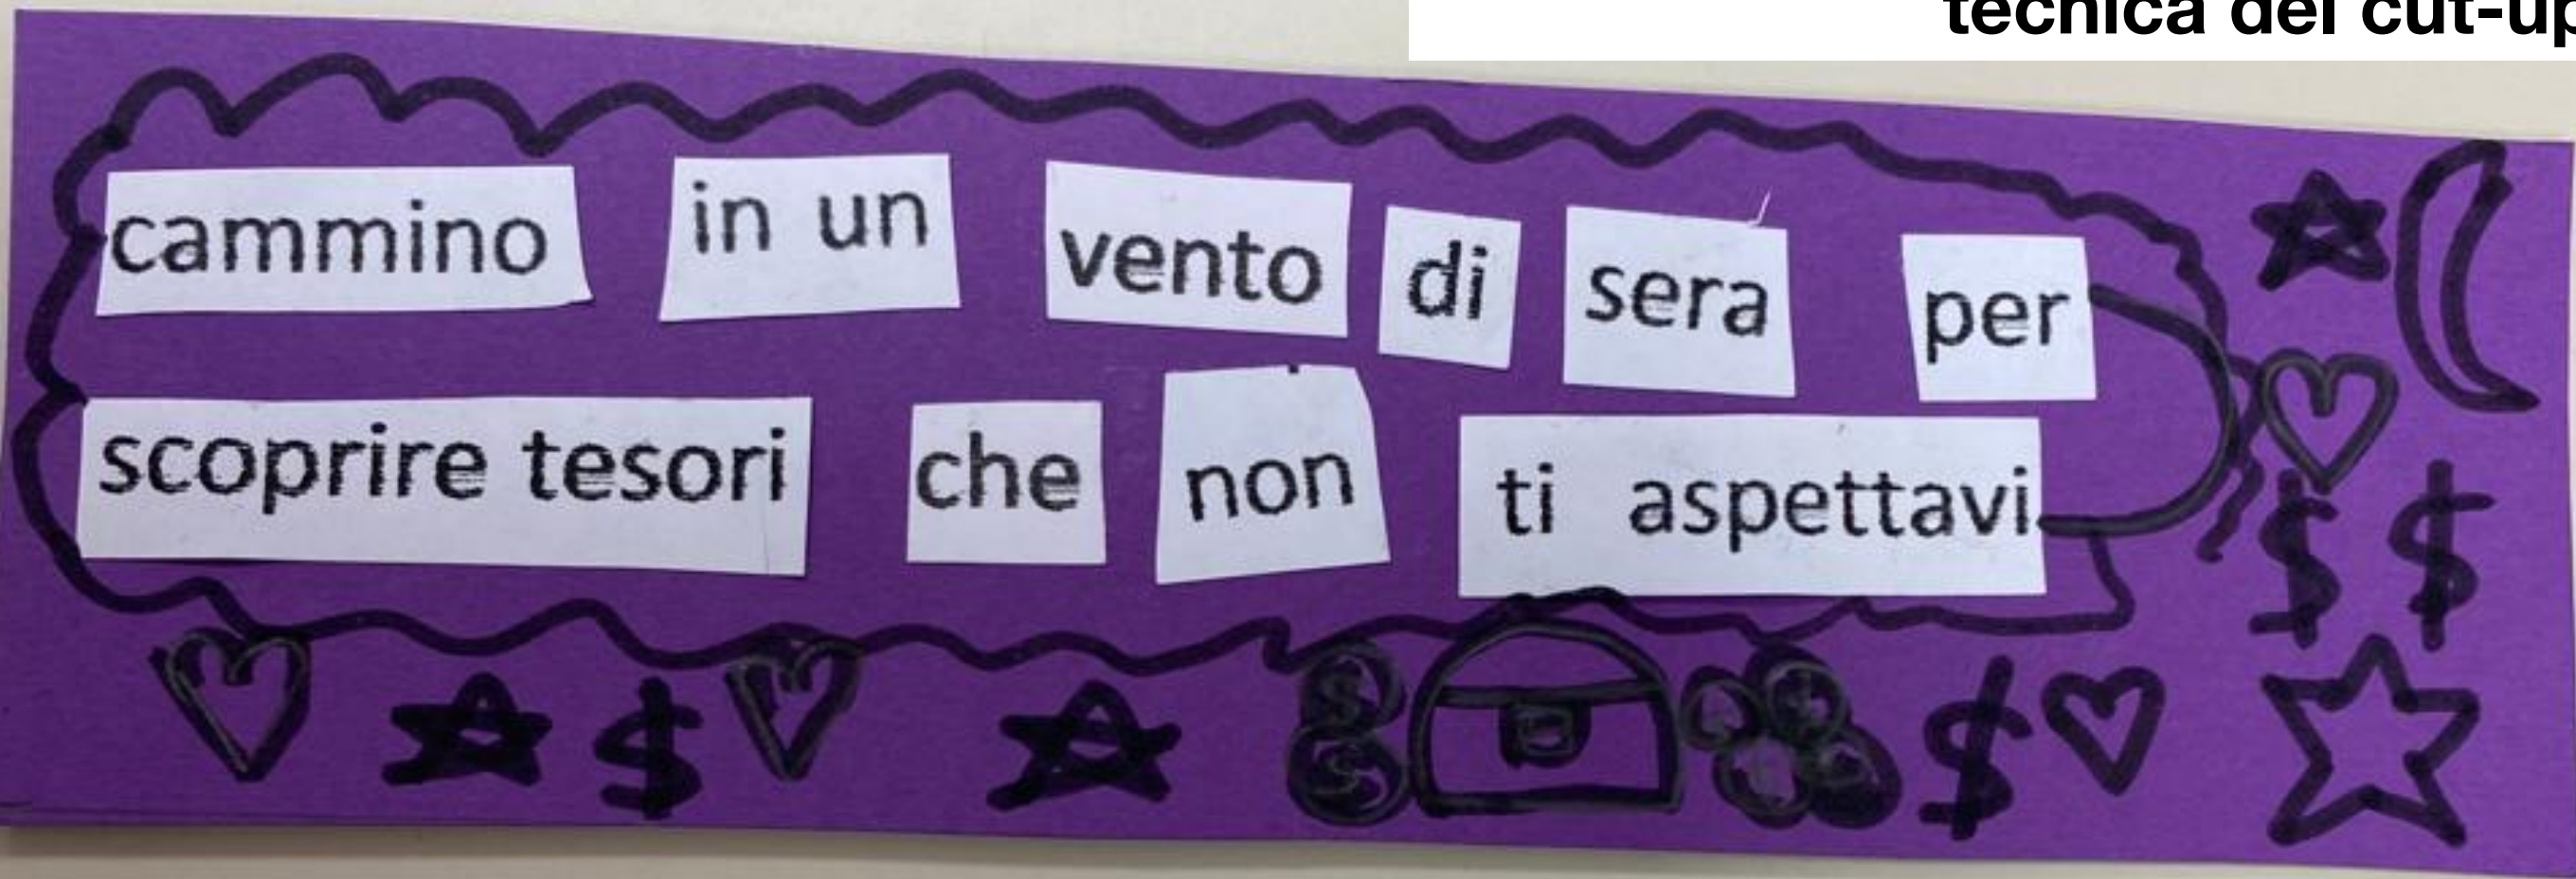 tecnica del cut-up
cammino in un vento di sera per
scoprire tesori che non ti aspettavi
$ $
$ $